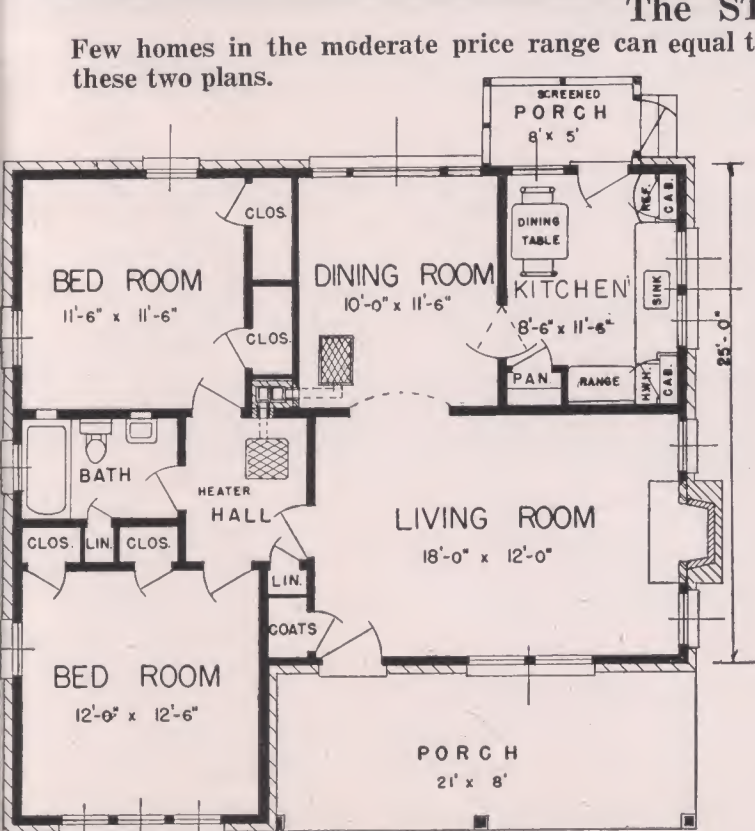 The ST
Few homes in the moderate price range can equal t
these two plans.
SCREENED
PORCH
8' x 5'
CLOS.
BED ROOM
11'-6" x 11'-6"
CLOS.
DINING ROOM
10'-0" x 11'-6"
DINING
TABLE
KITCHEN
8'-6" x 11'-6"
REF.
CAB.
SINK
PAN.
RANGE
H.W.H.
CAB.
25'-0"
BATH
HEATER
HALL
CLOS.
LIN.
CLOS.
LIVING ROOM
18'-0" x 12'-0"
LIN.
COATS
BED ROOM
12'-0" x 12'-6"
PORCH
21' x 8'